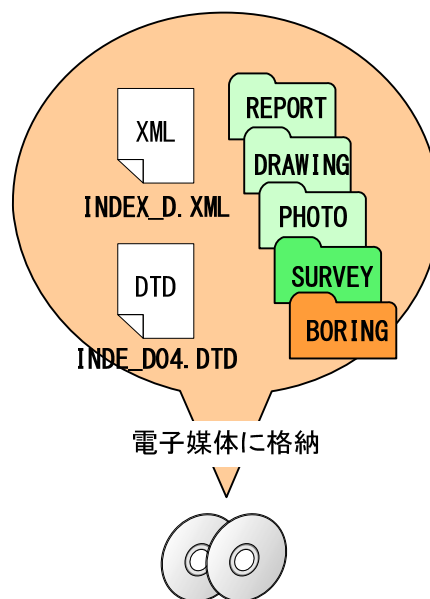 XML
INDEX_D.XML
DTD
INDE_D04.DTD
REPORT
DRAWING
PHOTO
SURVEY
BORING
電子媒体に格納